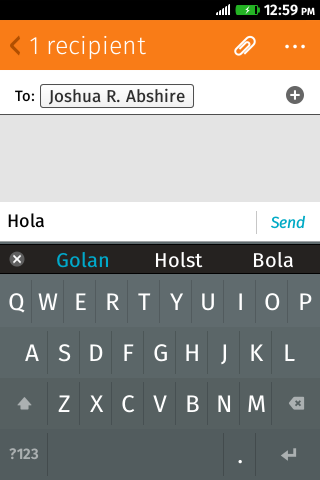 12:59 PM
1 recipient
To: Joshua R. Abshire
Hola Send
Golan Holst Bola
Q W E R T Y U I O P
A S D F G H J K L
Z X C V B N M
?123 .